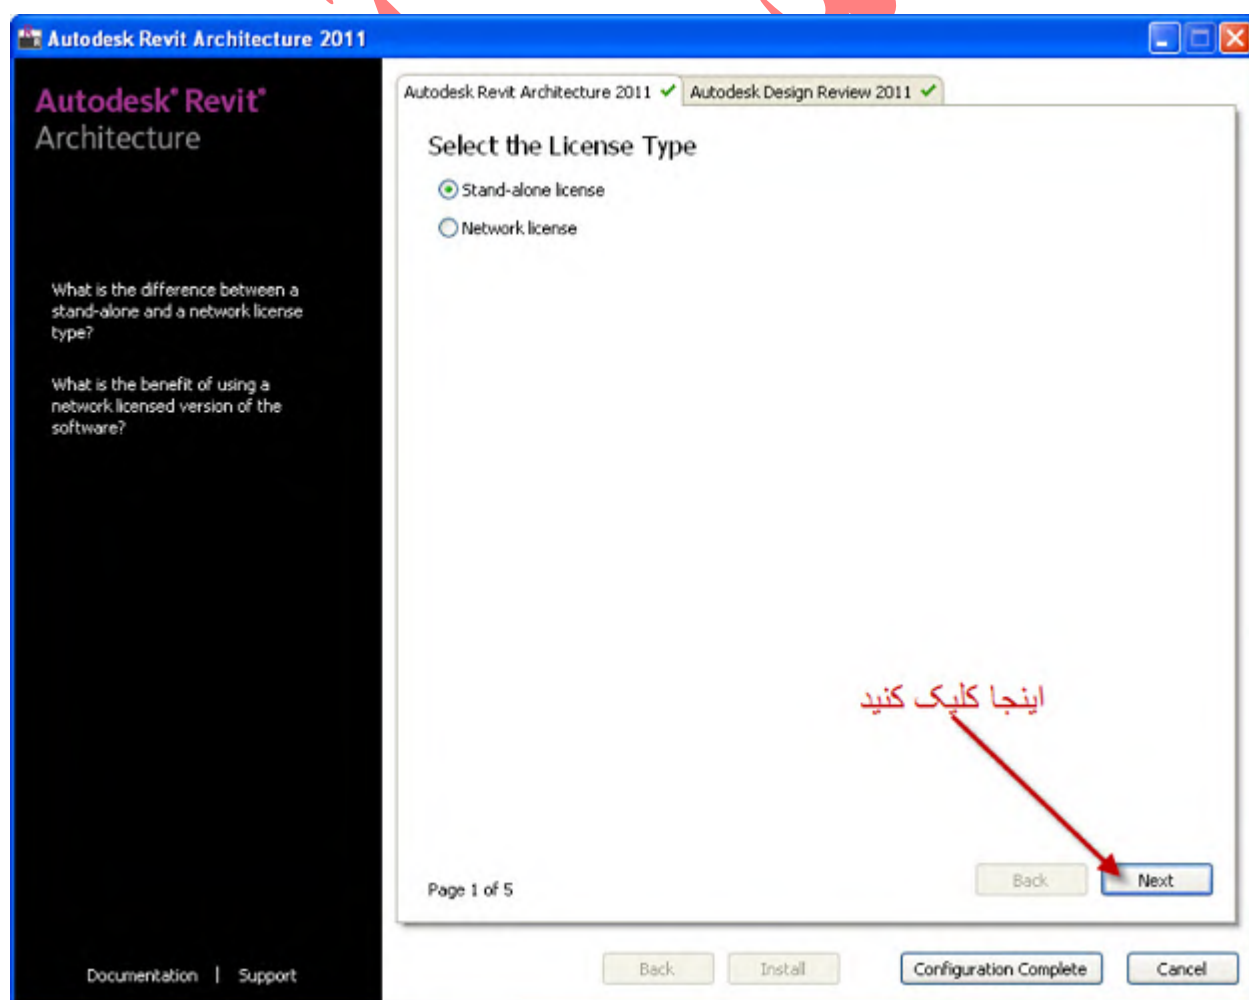 Autodesk Revit Architecture 2011
Autodesk® Revit®
Architecture
What is the difference between a
stand-alone and a network license
type?
What is the benefit of using a
network licensed version of the
software?
Documentation | Support
Autodesk Revit Architecture 2011
Autodesk Design Review 2011
Select the License Type
Stand-alone license
Network license
اینجا کلیک کنید
Page 1 of 5
Back
Next
Back
Install
Configuration Complete
Cancel